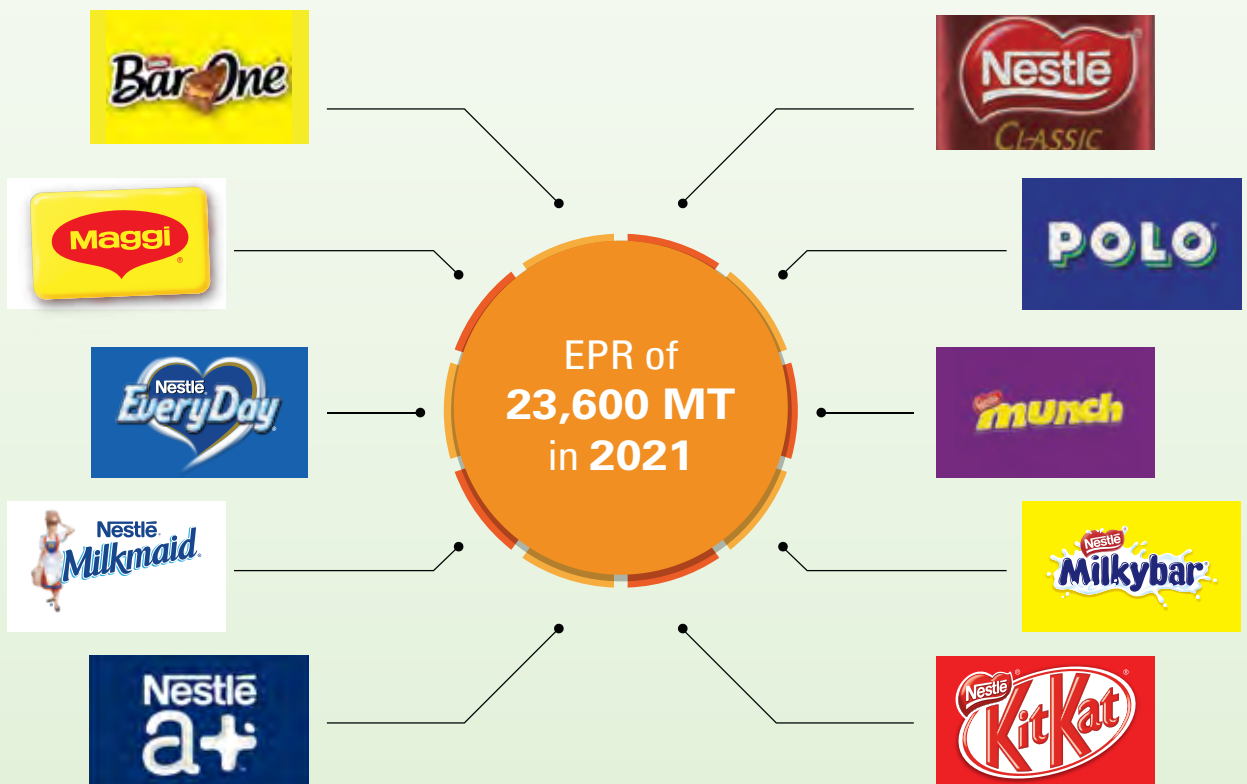 Nestlé
Bar One
Maggi
®
Nestlé
EveryDay®
Nestlé
Milkmaid®
Nestlé
a+
EPR of
23,600 MT
in 2021
Nestlé
CLASSIC
POLO
Nestlé
munch
Nestlé
Milkybar
Nestlé®
KitKat®